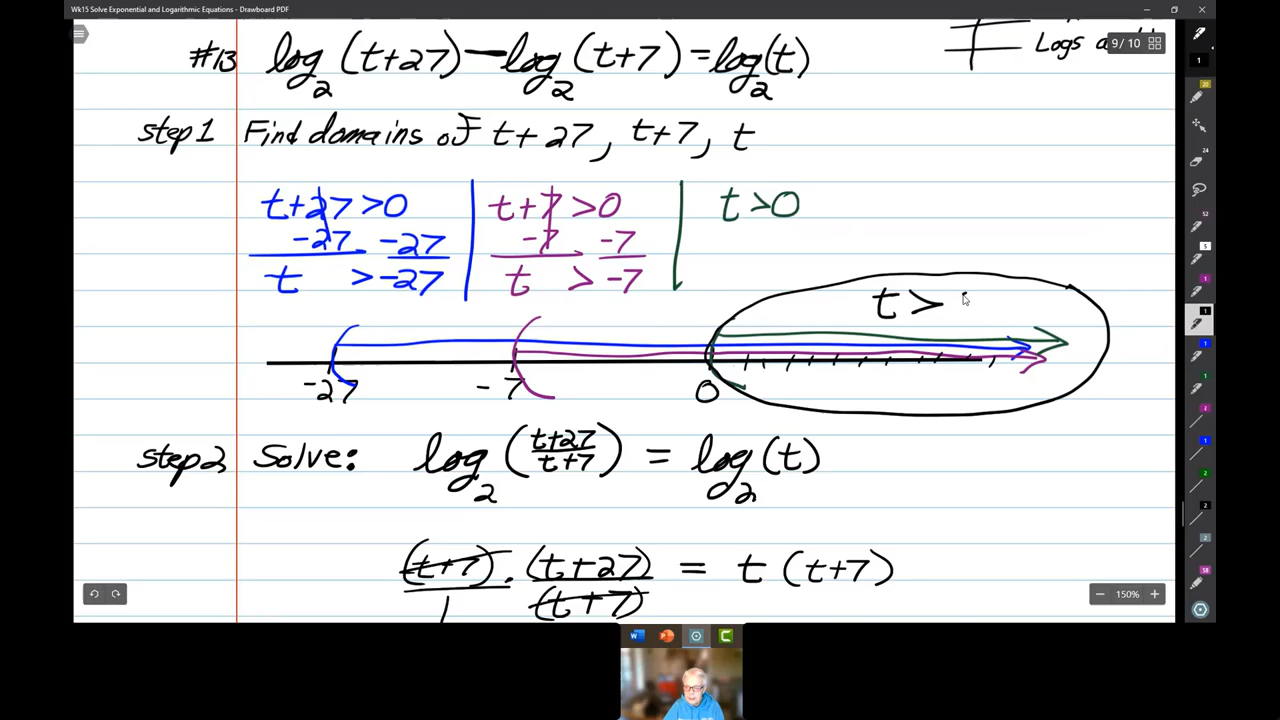 Wk15 Solve Exponential and Logarithmic Equations - Drawboard PDF
9 / 10
Logs a
#13 log₂(t+27) - log₂(t+7) = log₂(t)
step 1 Find domains of t+27, t+7, t
t+27 >0 t+7 >0 t >0
-27 -27 -7 -7
t > -27 t > -7
t >
-27 -7 0
step 2 Solve: log₂((t+27)/(t+7)) = log₂(t)
(t+7)/1 · (t+27)/(t+7) = t (t+7)
150%